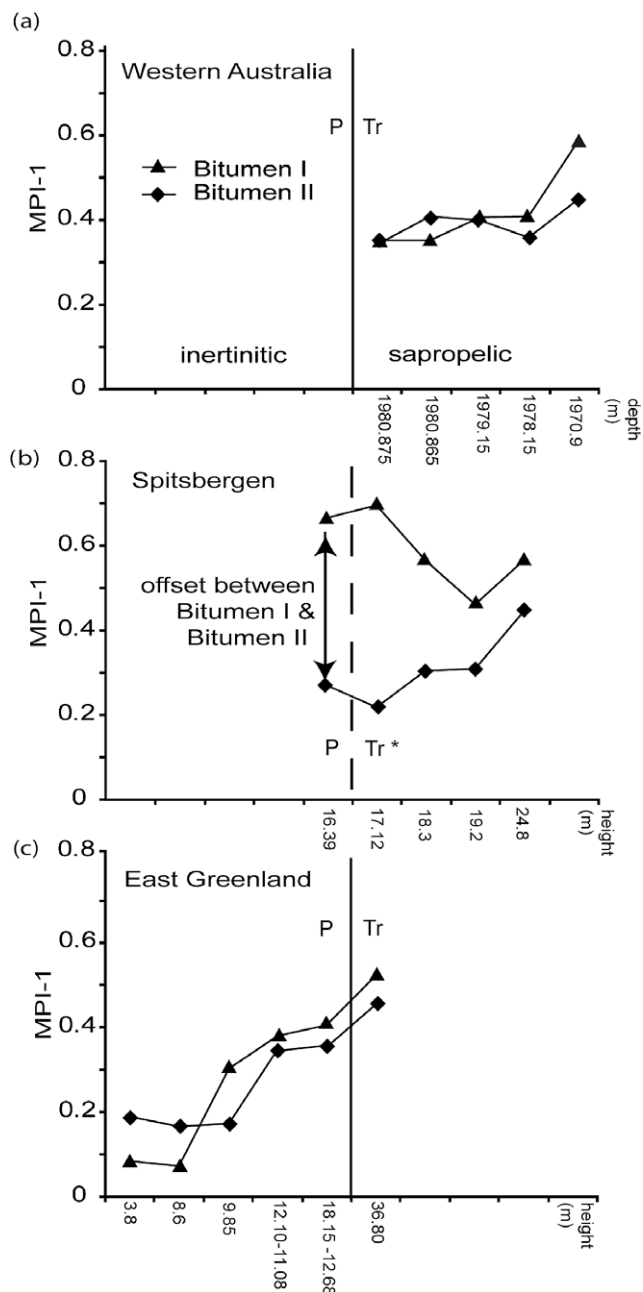 (a)
0.8
Western Australia
P Tr
0.6
Bitumen I
Bitumen II
MPI-1
0.4
0.2
inertinitic sapropelic
0
1980.875
1980.865
1979.15
1978.15
1970.9
depth
(m)
(b)
0.8
Spitsbergen
0.6
offset between
Bitumen I &
Bitumen II
MPI-1
0.4
0.2
P Tr *
0
16.39
17.12
18.3
19.2
24.8
height
(m)
(c)
0.8
East Greenland
P Tr
0.6
MPI-1
0.4
0.2
0
3.8
8.6
9.85
12.10-11.08
18.15 -12.68
36.80
height
(m)